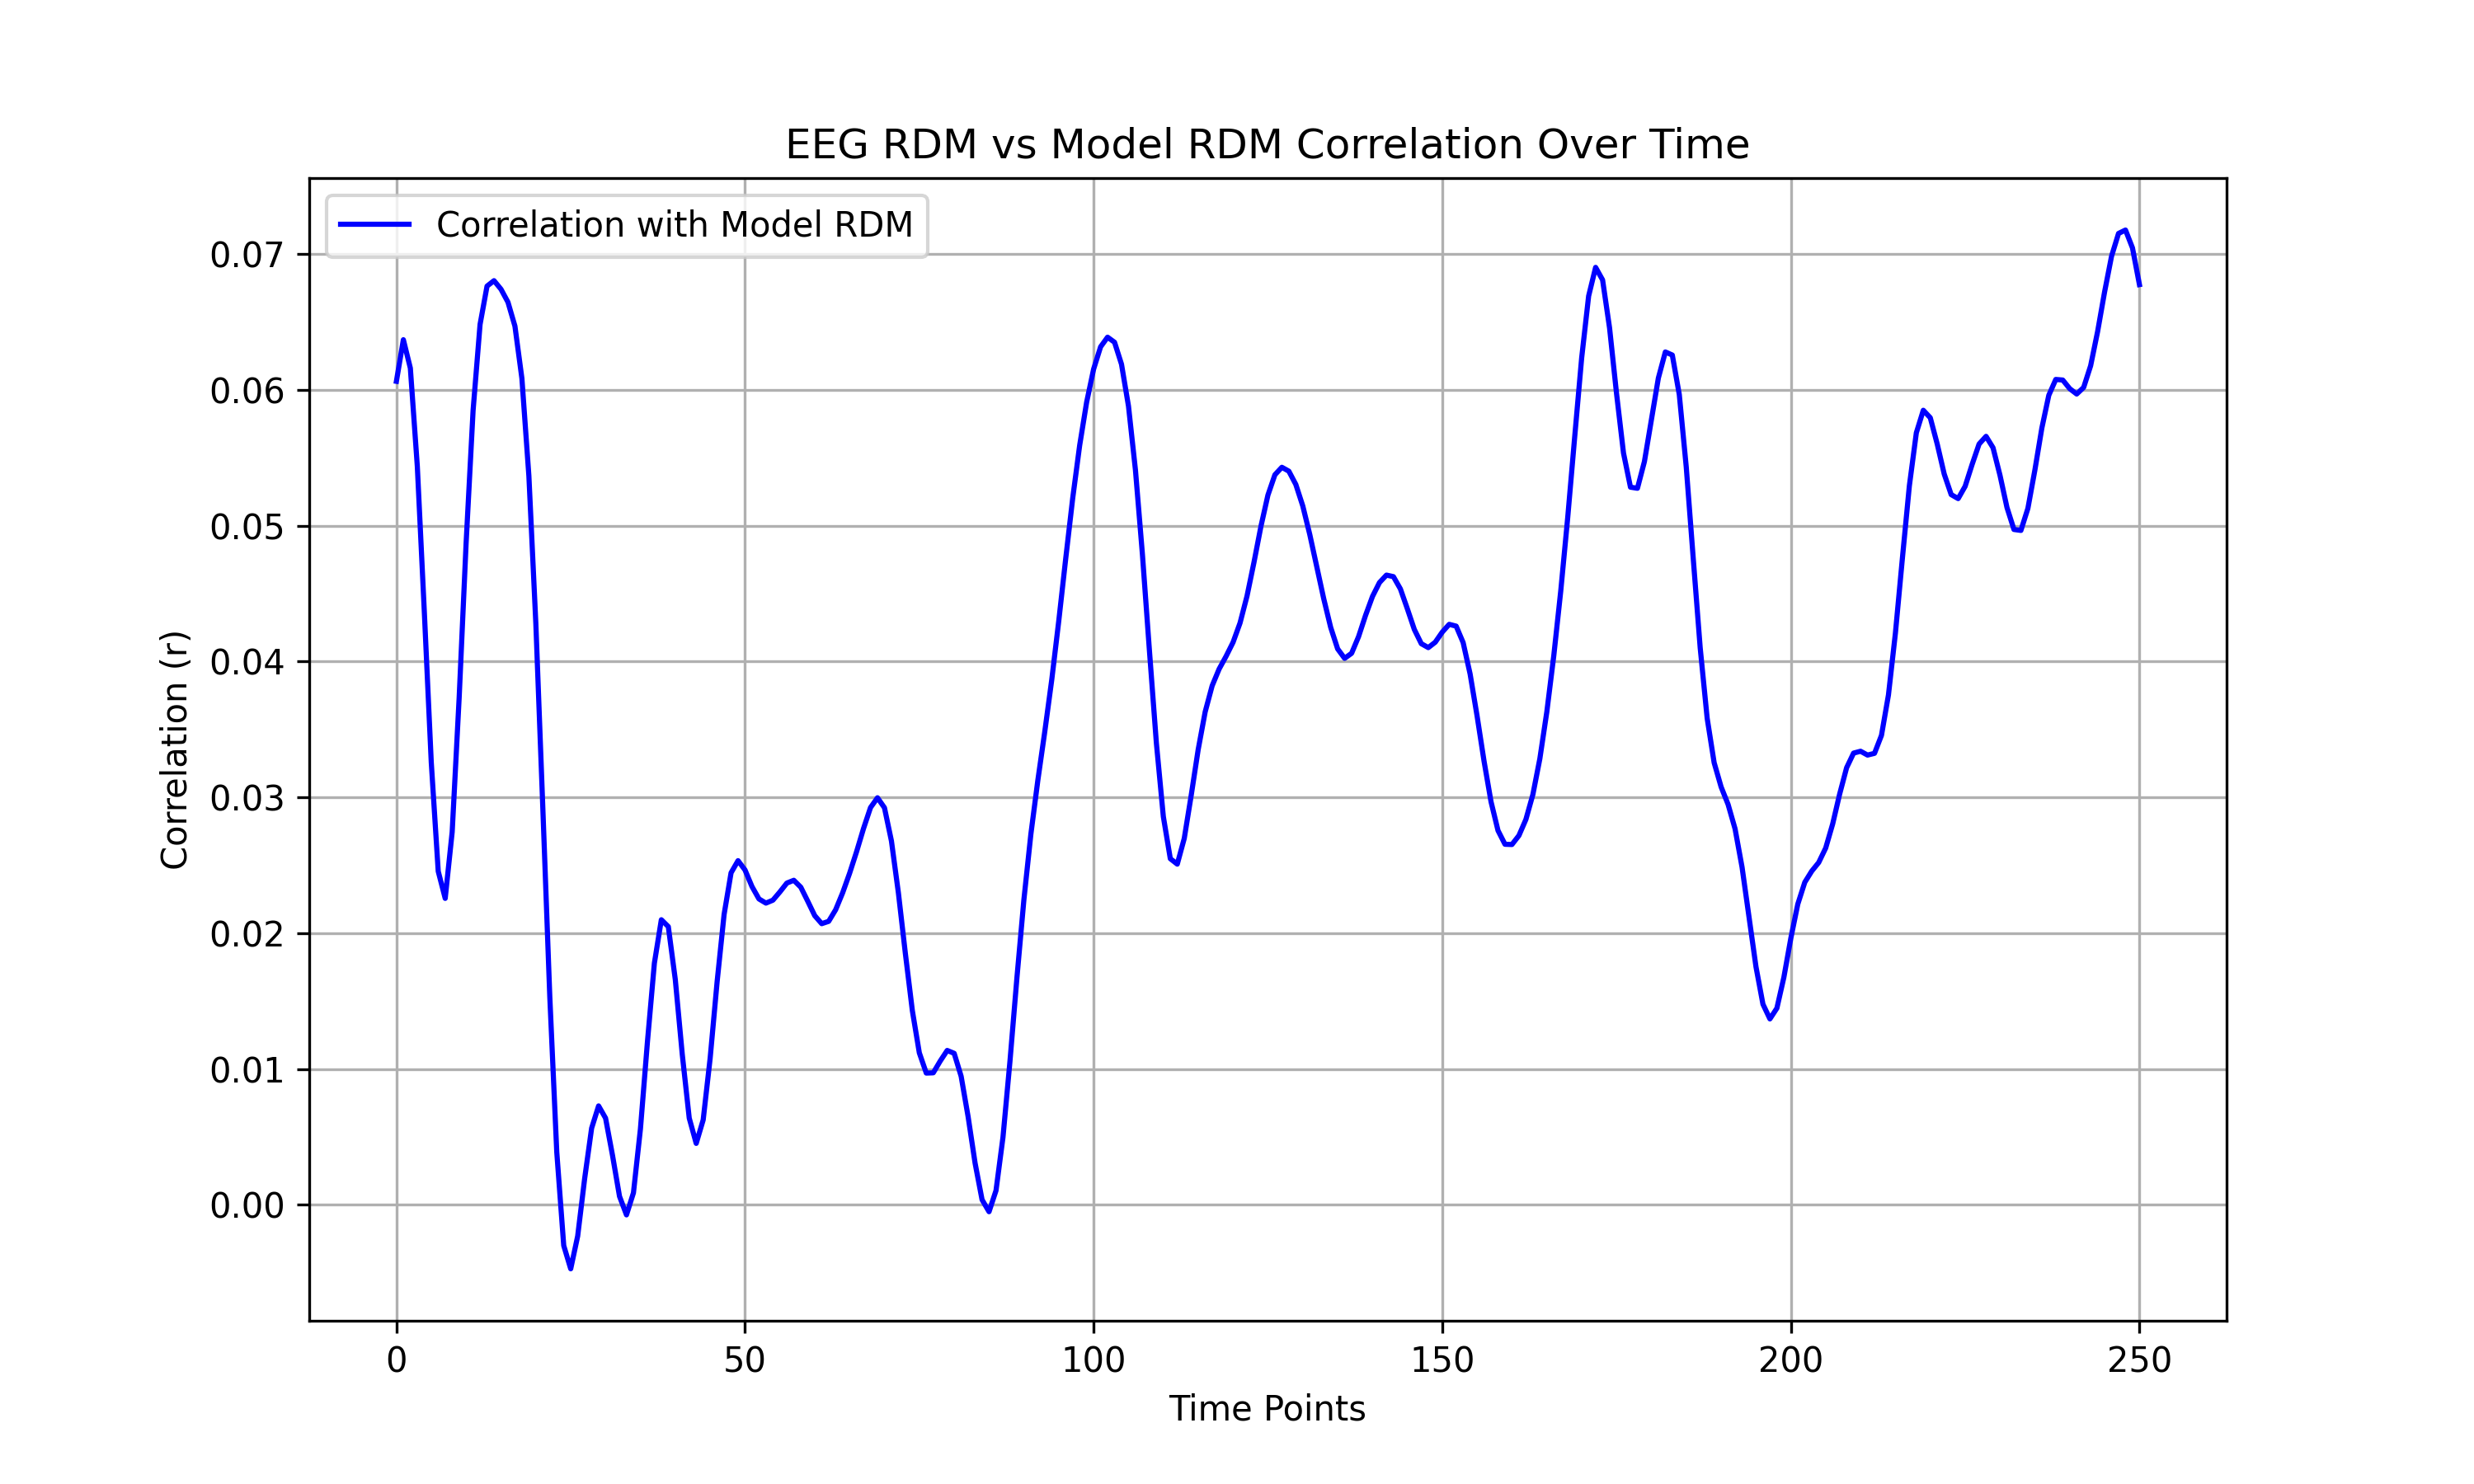 EEG RDM vs Model RDM Correlation Over Time
Correlation with Model RDM
0.07
0.06
0.05
0.04
0.03
0.02
0.01
0.00
Correlation (r)
0 50 100 150 200 250
Time Points